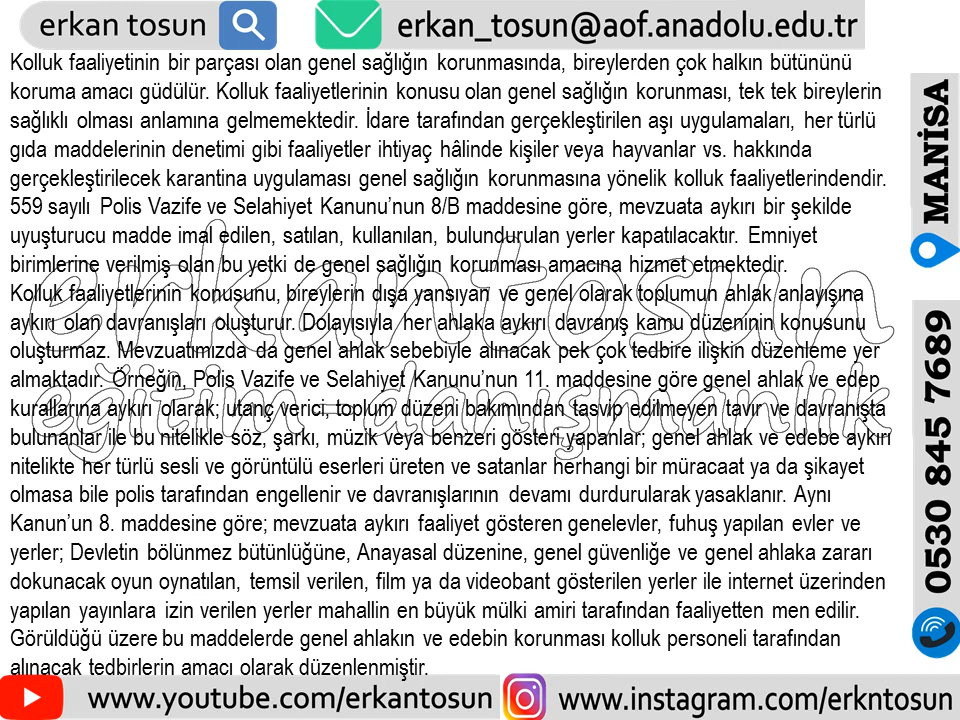 erkan tosun
erkan_tosun@aof.anadolu.edu.tr
Kolluk faaliyetinin bir parçası olan genel sağlığın korunmasında, bireylerden çok halkın bütününü
koruma amacı güdülür. Kolluk faaliyetlerinin konusu olan genel sağlığın korunması, tek tek bireylerin
sağlıklı olması anlamına gelmemektedir. İdare tarafından gerçekleştirilen aşı uygulamaları, her türlü
gıda maddelerinin denetimi gibi faaliyetler ihtiyaç hâlinde kişiler veya hayvanlar vs. hakkında
gerçekleştirilecek karantina uygulaması genel sağlığın korunmasına yönelik kolluk faaliyetlerindendir.
559 sayılı Polis Vazife ve Selahiyet Kanunu’nun 8/B maddesine göre, mevzuata aykırı bir şekilde
uyuşturucu madde imal edilen, satılan, kullanılan, bulundurulan yerler kapatılacaktır. Emniyet
birimlerine verilmiş olan bu yetki de genel sağlığın korunması amacına hizmet etmektedir.
Kolluk faaliyetlerinin konusunu, bireylerin dışa yansıyan ve genel olarak toplumun ahlak anlayışına
aykırı olan davranışları oluşturur. Dolayısıyla her ahlaka aykırı davranış kamu düzeninin konusunu
oluşturmaz. Mevzuatımızda da genel ahlak sebebiyle alınacak pek çok tedbire ilişkin düzenleme yer
almaktadır. Örneğin, Polis Vazife ve Selahiyet Kanunu’nun 11. maddesine göre genel ahlak ve edep
kurallarına aykırı olarak; utanç verici, toplum düzeni bakımından tasvip edilmeyen tavır ve davranışta
bulunanlar ile bu nitelikle söz, şarkı, müzik veya benzeri gösteri yapanlar; genel ahlak ve edebe aykırı
nitelikte her türlü sesli ve görüntülü eserleri üreten ve satanlar herhangi bir müracaat ya da şikayet
olmasa bile polis tarafından engellenir ve davranışlarının devamı durdurularak yasaklanır. Aynı
Kanun’un 8. maddesine göre; mevzuata aykırı faaliyet gösteren genelevler, fuhuş yapılan evler ve
yerler; Devletin bölünmez bütünlüğüne, Anayasal düzenine, genel güvenliğe ve genel ahlaka zararı
dokunacak oyun oynatılan, temsil verilen, film ya da videobant gösterilen yerler ile internet üzerinden
yapılan yayınlara izin verilen yerler mahallin en büyük mülki amiri tarafından faaliyetten men edilir.
Görüldüğü üzere bu maddelerde genel ahlakın ve edebin korunması kolluk personeli tarafından
alınacak tedbirlerin amacı olarak düzenlenmiştir.
erkantosun
eğitim - danışmanlık
MANİSA
0530 845 7689
www.youtube.com/erkantosun
www.instagram.com/erkntosun